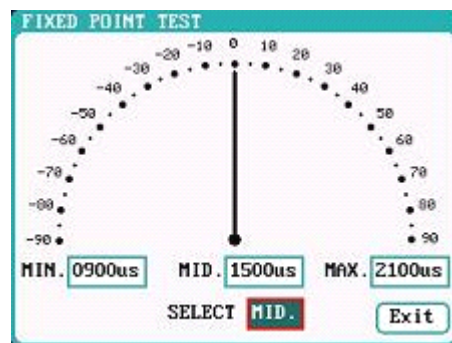 FIXED POINT TEST
-90 -80 -70 -60 -50 -40 -30 -20 -10 0 10 20 30 40 50 60 70 80 90
MIN. 0900us MID. 1500us MAX. 2100us
SELECT MID. Exit